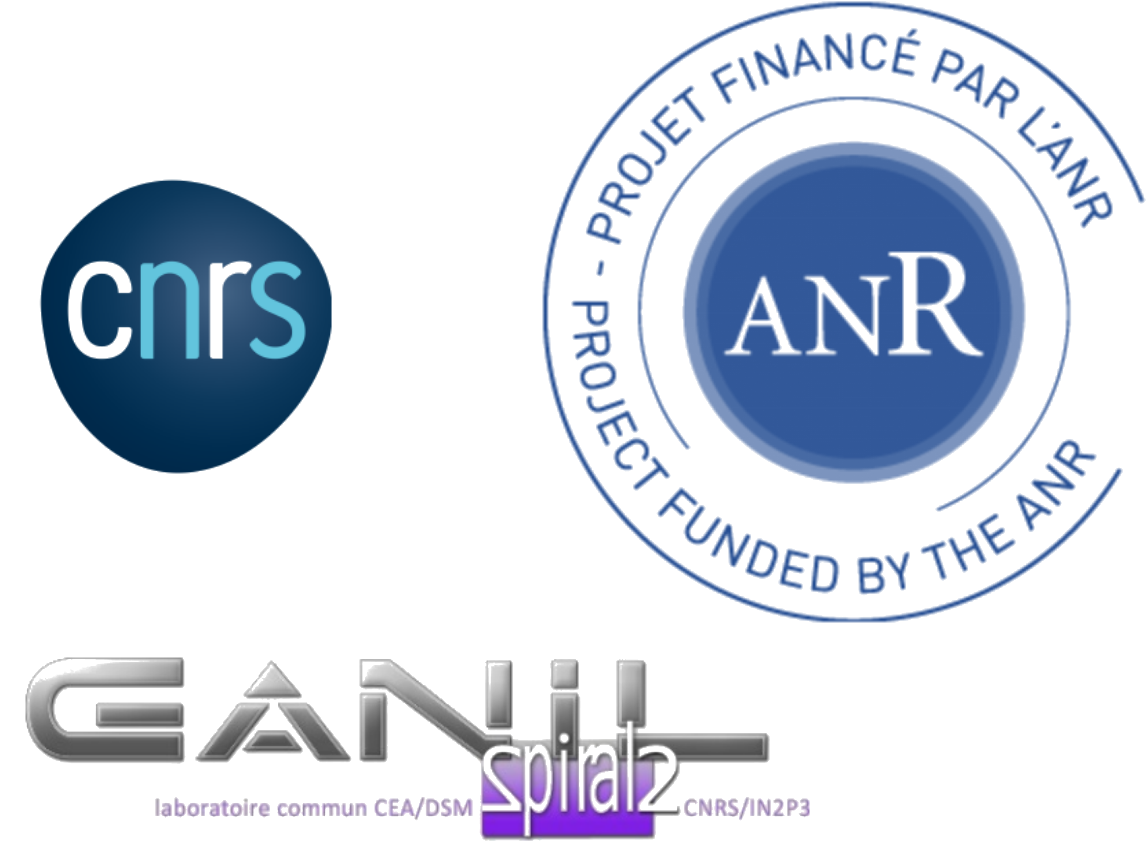 cnrs
- PROJET FINANCÉ PAR L'ANR
ANR
PROJECT FUNDED BY THE ANR
GANIL
spiral2
laboratoire commun CEA/DSM
CNRS/IN2P3